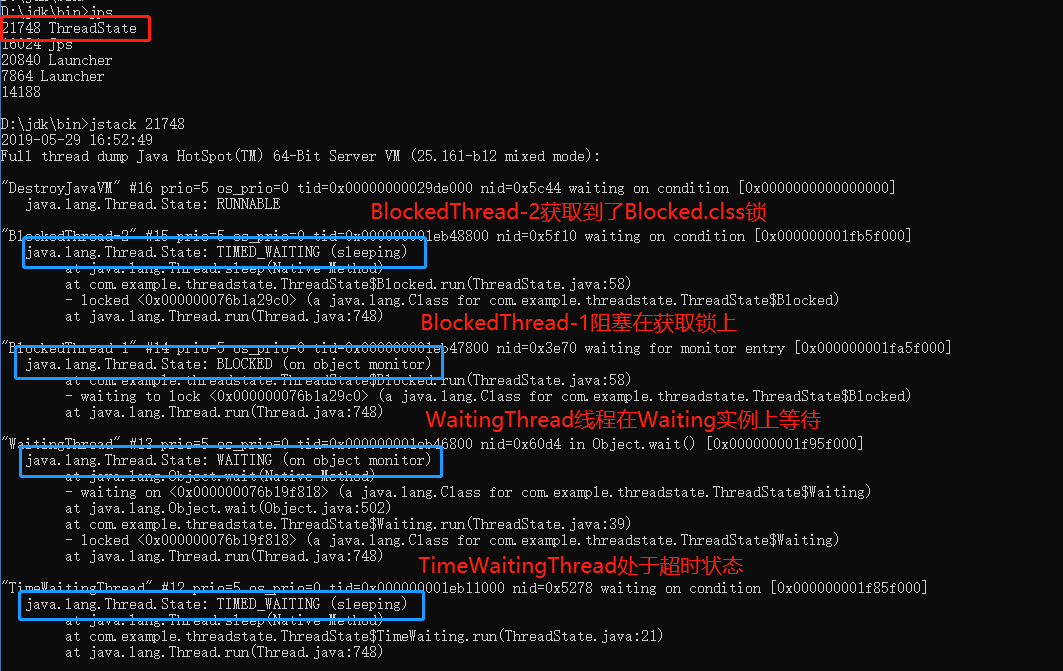 D:\jdk\bin>jps
21748 ThreadState
16024 Jps
20840 Launcher
7864 Launcher
14188
D:\jdk\bin>jstack 21748
2019-05-29 16:52:49
Full thread dump Java HotSpot(TM) 64-Bit Server VM (25.161-b12 mixed mode):
"DestroyJavaVM" #16 prio=5 os_prio=0 tid=0x00000000029de000 nid=0x5c44 waiting on condition [0x0000000000000000]
java.lang.Thread.State: RUNNABLE
BlockedThread-2获取到了Blocked.clss锁
"BlockedThread-2" #15 prio=5 os_prio=0 tid=0x000000001eb48800 nid=0x5f10 waiting on condition [0x000000001fb5f000]
java.lang.Thread.State: TIMED_WAITING (sleeping)
at java.lang.Thread.sleep(Native Method)
at com.example.threadstate.ThreadState$Blocked.run(ThreadState.java:58)
- locked <0x000000076b1a29c0> (a java.lang.Class for com.example.threadstate.ThreadState$Blocked)
at java.lang.Thread.run(Thread.java:748)
BlockedThread-1阻塞在获取锁上
"BlockedThread-1" #14 prio=5 os_prio=0 tid=0x000000001eb47800 nid=0x3e70 waiting for monitor entry [0x000000001fa5f000]
java.lang.Thread.State: BLOCKED (on object monitor)
at com.example.threadstate.ThreadState$Blocked.run(ThreadState.java:58)
- waiting to lock <0x000000076b1a29c0> (a java.lang.Class for com.example.threadstate.ThreadState$Blocked)
at java.lang.Thread.run(Thread.java:748)
WaitingThread线程在Waiting实例上等待
"WaitingThread" #13 prio=5 os_prio=0 tid=0x000000001eb46800 nid=0x60d4 in Object.wait() [0x000000001f95f000]
java.lang.Thread.State: WAITING (on object monitor)
at java.lang.Object.wait(Native Method)
- waiting on <0x000000076b19f818> (a java.lang.Class for com.example.threadstate.ThreadState$Waiting)
at java.lang.Object.wait(Object.java:502)
at com.example.threadstate.ThreadState$Waiting.run(ThreadState.java:39)
- locked <0x000000076b19f818> (a java.lang.Class for com.example.threadstate.ThreadState$Waiting)
at java.lang.Thread.run(Thread.java:748)
TimeWaitingThread处于超时状态
"TimeWaitingThread" #12 prio=5 os_prio=0 tid=0x000000001eb11000 nid=0x5278 waiting on condition [0x000000001f85f000]
java.lang.Thread.State: TIMED_WAITING (sleeping)
at java.lang.Thread.sleep(Native Method)
at com.example.threadstate.ThreadState$TimeWaiting.run(ThreadState.java:21)
at java.lang.Thread.run(Thread.java:748)